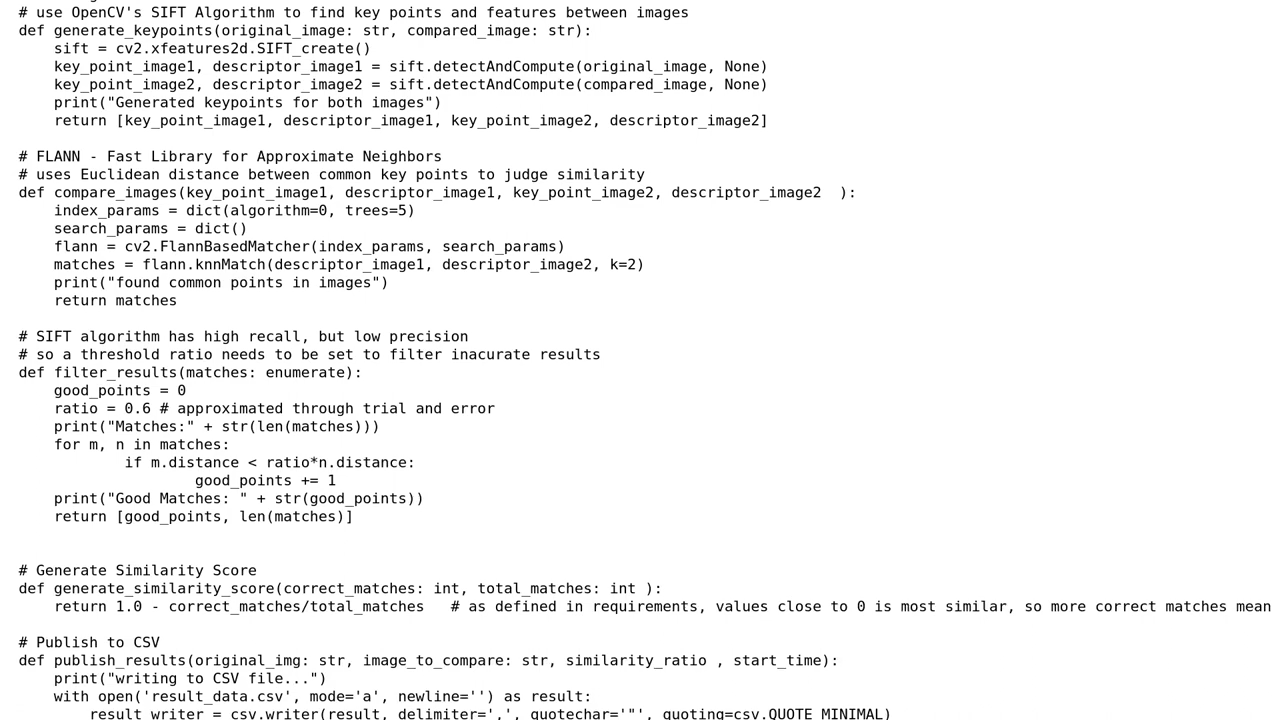 # use OpenCV's SIFT Algorithm to find key points and features between images
def generate_keypoints(original_image: str, compared_image: str):
    sift = cv2.xfeatures2d.SIFT_create()
    key_point_image1, descriptor_image1 = sift.detectAndCompute(original_image, None)
    key_point_image2, descriptor_image2 = sift.detectAndCompute(compared_image, None)
    print("Generated keypoints for both images")
    return [key_point_image1, descriptor_image1, key_point_image2, descriptor_image2]

# FLANN - Fast Library for Approximate Neighbors
# uses Euclidean distance between common key points to judge similarity
def compare_images(key_point_image1, descriptor_image1, key_point_image2, descriptor_image2  ):
    index_params = dict(algorithm=0, trees=5)
    search_params = dict()
    flann = cv2.FlannBasedMatcher(index_params, search_params)
    matches = flann.knnMatch(descriptor_image1, descriptor_image2, k=2)
    print("found common points in images")
    return matches

# SIFT algorithm has high recall, but low precision
# so a threshold ratio needs to be set to filter inacurate results
def filter_results(matches: enumerate):
    good_points = 0
    ratio = 0.6 # approximated through trial and error
    print("Matches:" + str(len(matches)))
    for m, n in matches:
            if m.distance < ratio*n.distance:
                    good_points += 1
    print("Good Matches: " + str(good_points))
    return [good_points, len(matches)]


# Generate Similarity Score
def generate_similarity_score(correct_matches: int, total_matches: int ):
    return 1.0 - correct_matches/total_matches   # as defined in requirements, values close to 0 is most similar, so more correct matches mean

# Publish to CSV
def publish_results(original_img: str, image_to_compare: str, similarity_ratio , start_time):
    print("writing to CSV file...")
    with open('result_data.csv', mode='a', newline='') as result:
        result_writer = csv.writer(result, delimiter=',', quotechar='"', quoting=csv.QUOTE_MINIMAL)